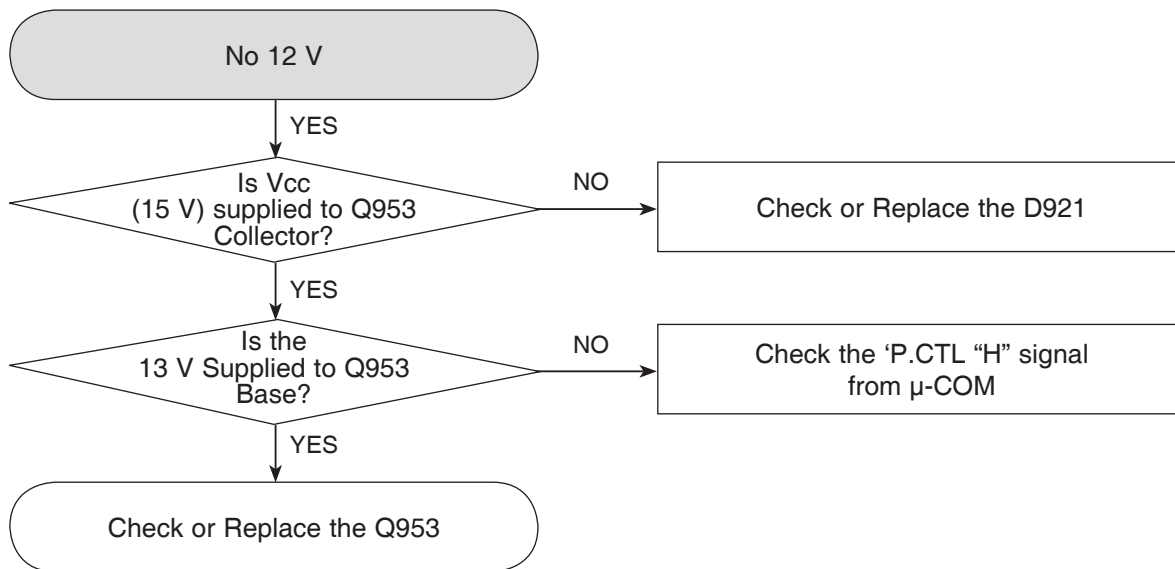 No 12 V
YES
Is Vcc
(15 V) supplied to Q953
Collector?
NO
Check or Replace the D921
YES
Is the
13 V Supplied to Q953
Base?
NO
Check the ‘P.CTL “H” signal
from µ-COM
YES
Check or Replace the Q953